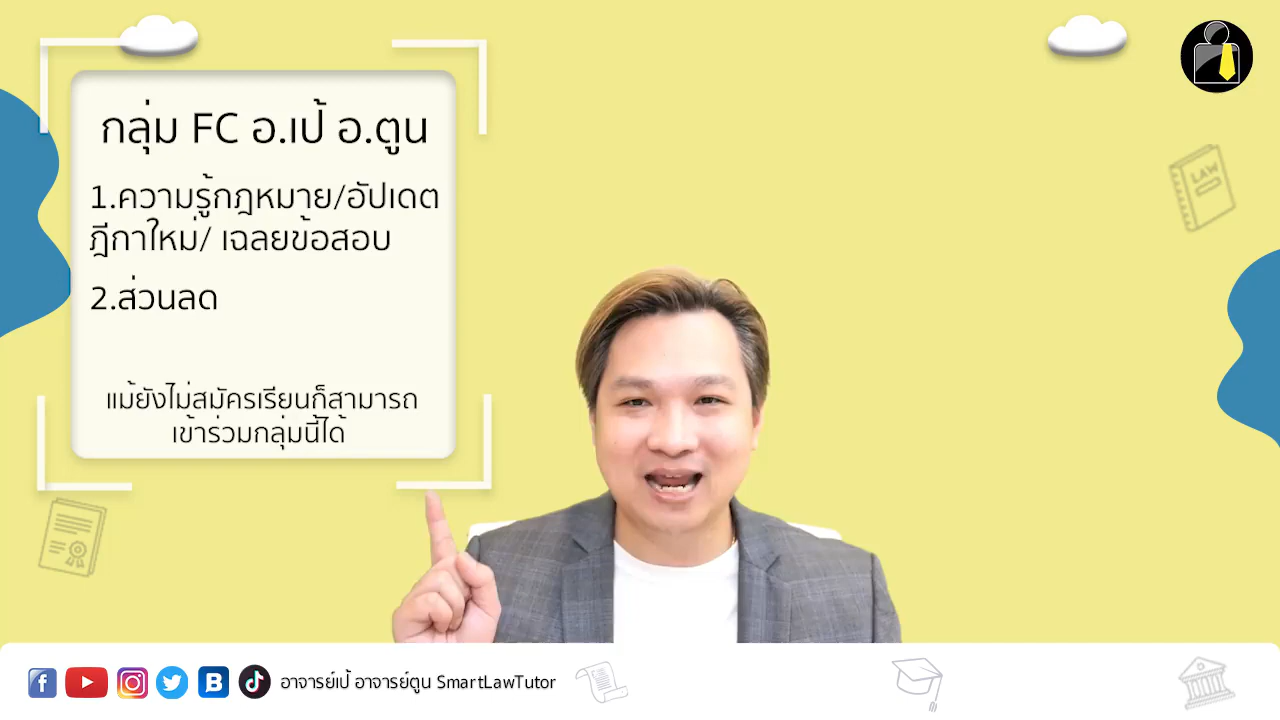 กลุ่ม FC อ.เป้ อ.ตูน
1.ความรู้กฎหมาย/อัปเดต
ฎีกาใหม่/ เฉลยข้อสอบ
2.ส่วนลด
แม้ยังไม่สมัครเรียนก็สามารถ
เข้าร่วมกลุ่มนี้ได้
LAW
อาจารย์เป้ อาจารย์ตูน SmartLawTutor